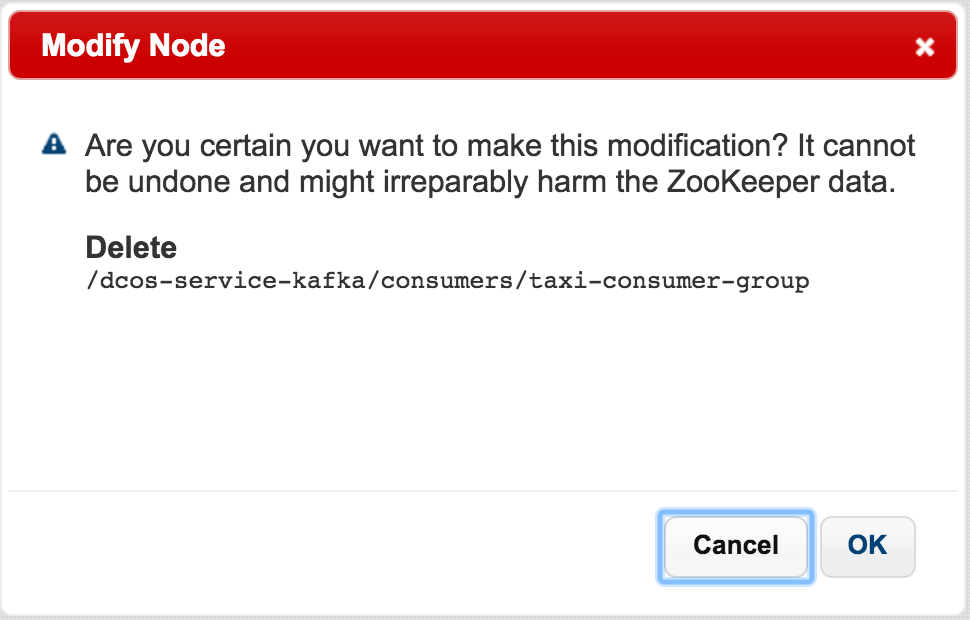 Modify Node
Are you certain you want to make this modification? It cannot
be undone and might irreparably harm the ZooKeeper data.
Delete
/dcos-service-kafka/consumers/taxi-consumer-group
Cancel OK